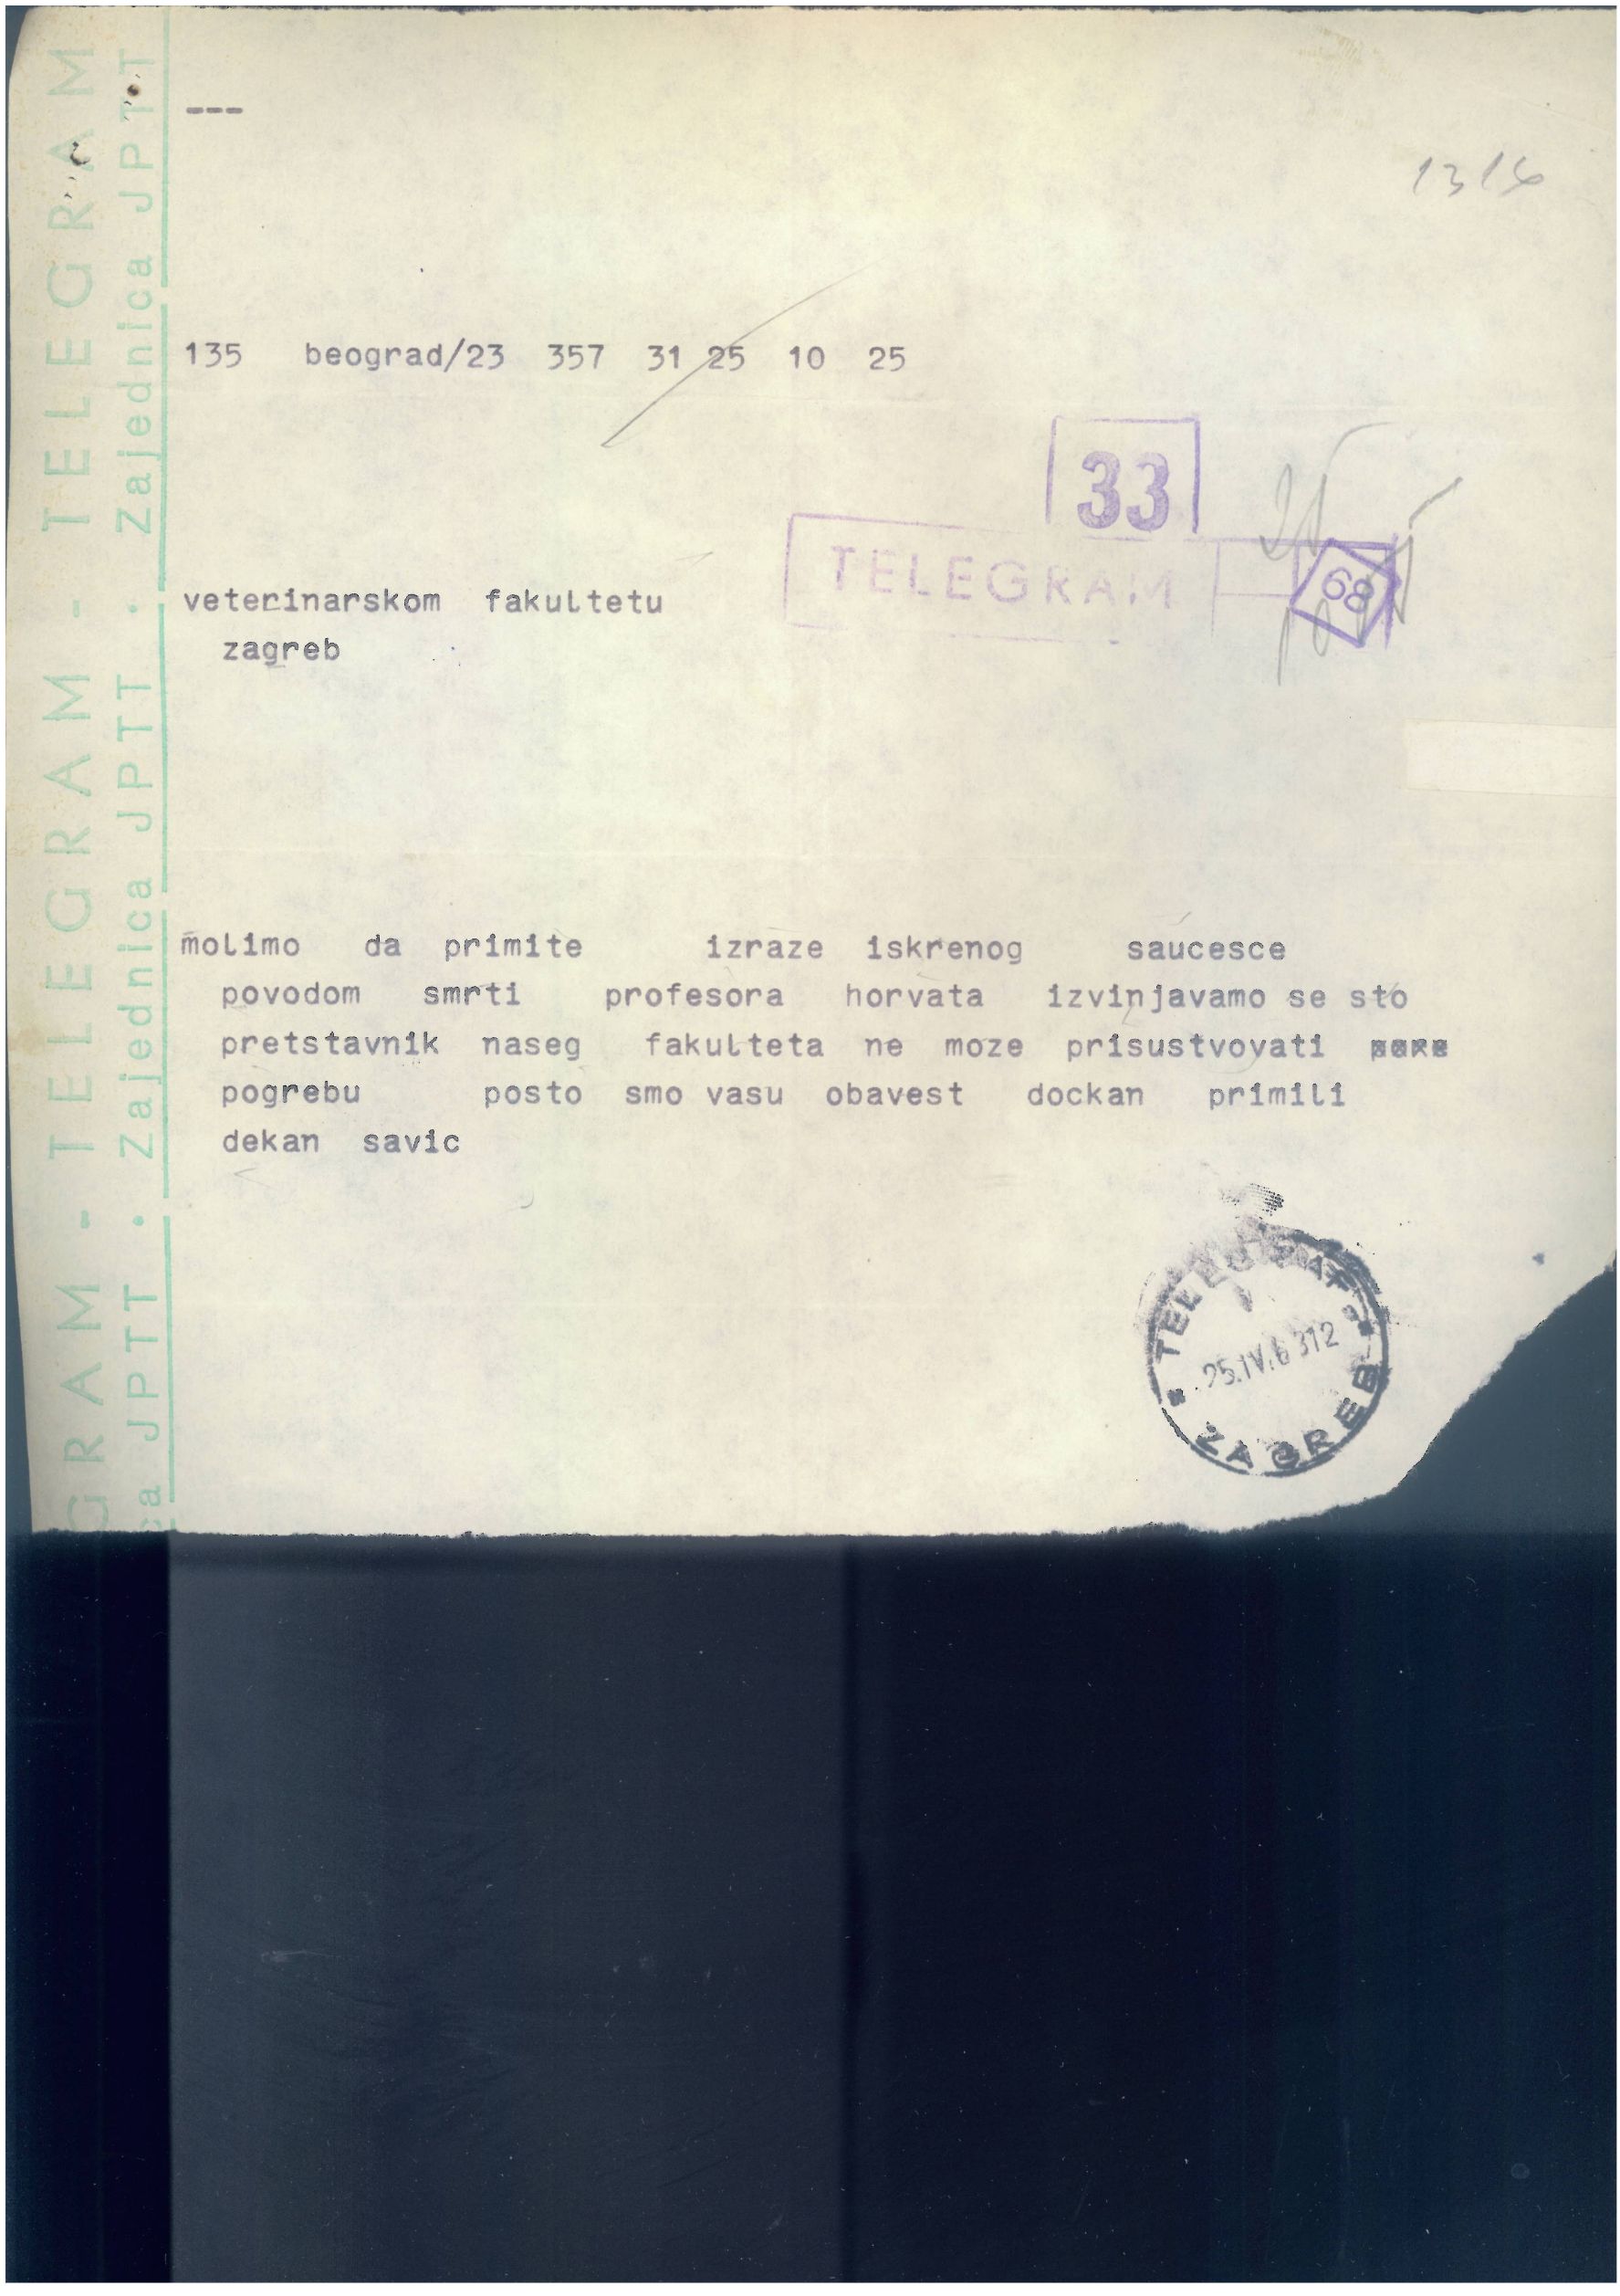 ---
1316
135 beograd/23 357 31 25 10 25
33
TELEGRAM
68
veterinarskom fakultetu
zagreb
molimo da primite izraze iskrenog saucesce
povodom smrti profesora horvata izvinjavamo se sto
pretstavnik naseg fakulteta ne moze prisustvovati
pogrebu posto smo vasu obavest dockan primili
dekan savic
TELEGRAM - TELEGRAM - TELEGRAM - GRAM
Zajednica JPTT . Zajednica JPTT . Zajednica JPTT . ca JPTT
25.IV.6 312
ZAGREB